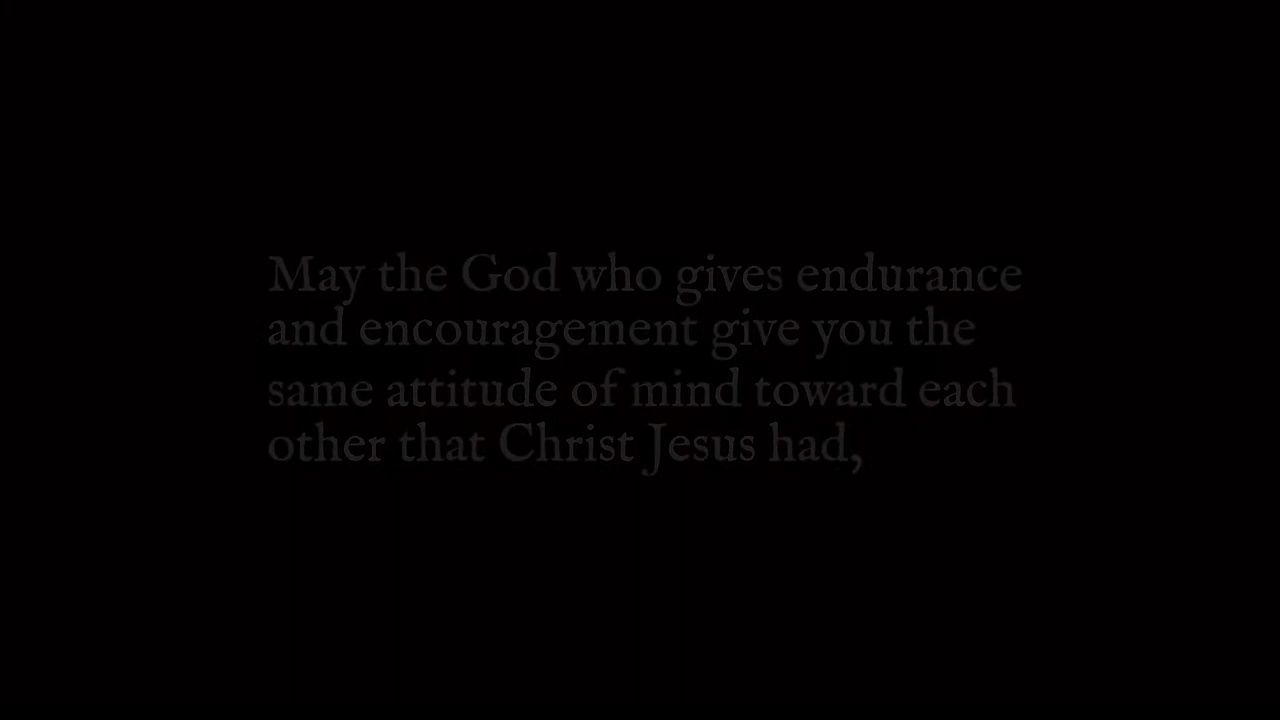 May the God who gives endurance
and encouragement give you the
same attitude of mind toward each
other that Christ Jesus had,